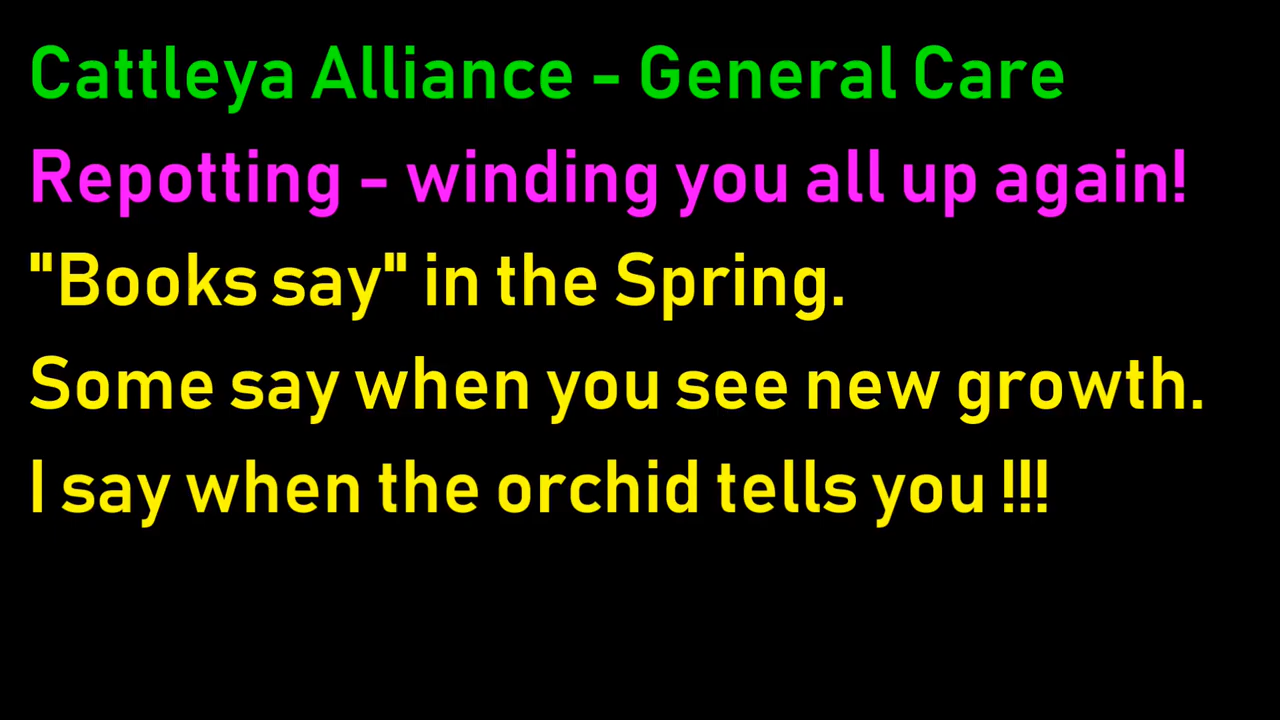 Cattleya Alliance - General Care
Repotting - winding you all up again!
"Books say" in the Spring.
Some say when you see new growth.
I say when the orchid tells you !!!